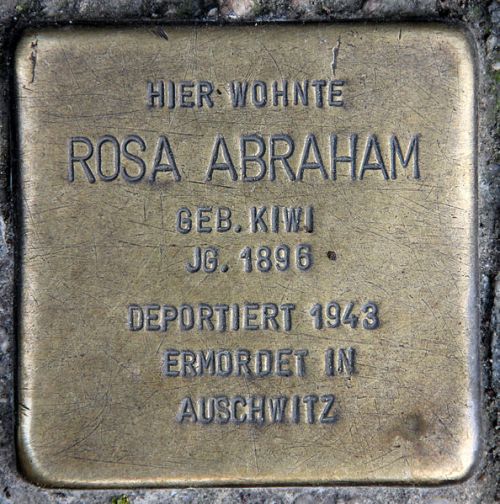 HIER WOHNTE
ROSA ABRAHAM
GEB. KIWI
JG. 1896
DEPORTIERT 1943
ERMORDET IN
AUSCHWITZ